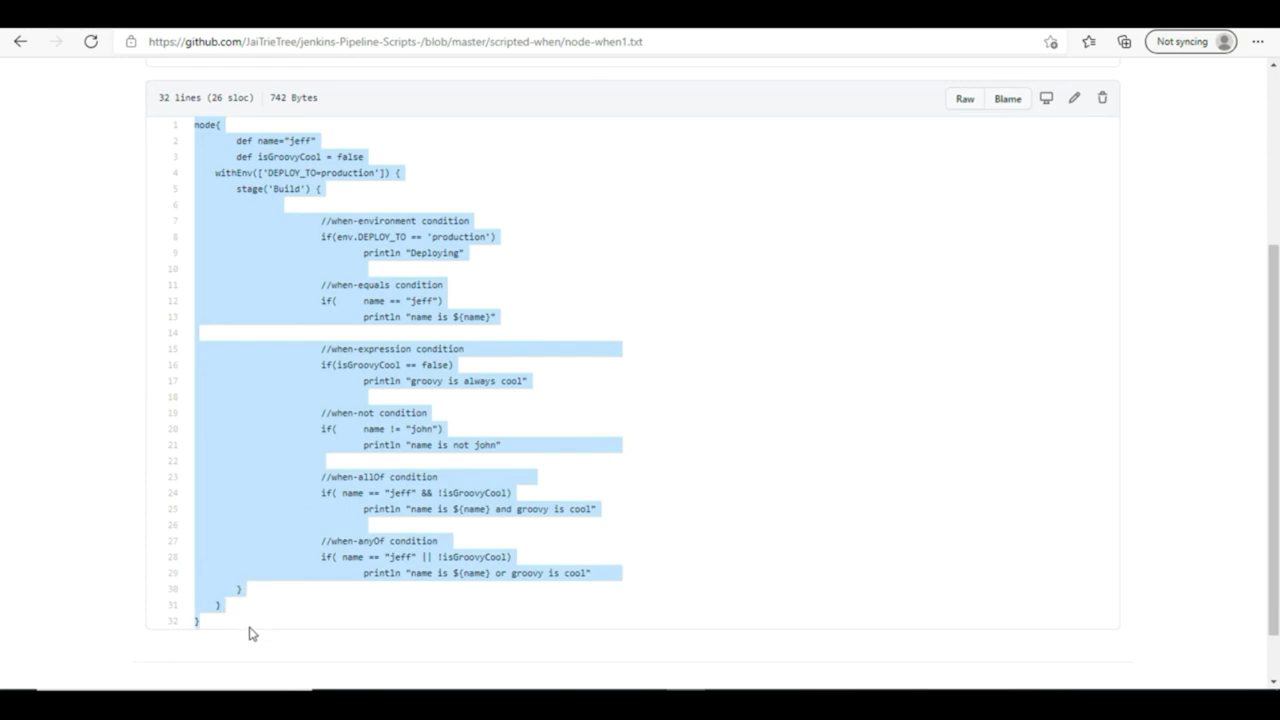 https://github.com/JaiTrieTree/jenkins-Pipeline-Scripts-/blob/master/scripted-when/node-when1.txt
Not syncing
32 lines (26 sloc) 742 Bytes
Raw Blame
1 node{
2 def name="jeff"
3 def isGroovyCool = false
4 withEnv(['DEPLOY_TO=production']) {
5 stage('Build') {
6
7 //when-environment condition
8 if(env.DEPLOY_TO == 'production')
9 println "Deploying"
10
11 //when-equals condition
12 if( name == "jeff")
13 println "name is ${name}"
14
15 //when-expression condition
16 if(isGroovyCool == false)
17 println "groovy is always cool"
18
19 //when-not condition
20 if( name != "john")
21 println "name is not john"
22
23 //when-allOf condition
24 if( name == "jeff" && !isGroovyCool)
25 println "name is ${name} and groovy is cool"
26
27 //when-anyOf condition
28 if( name == "jeff" || !isGroovyCool)
29 println "name is ${name} or groovy is cool"
30 }
31 }
32 }